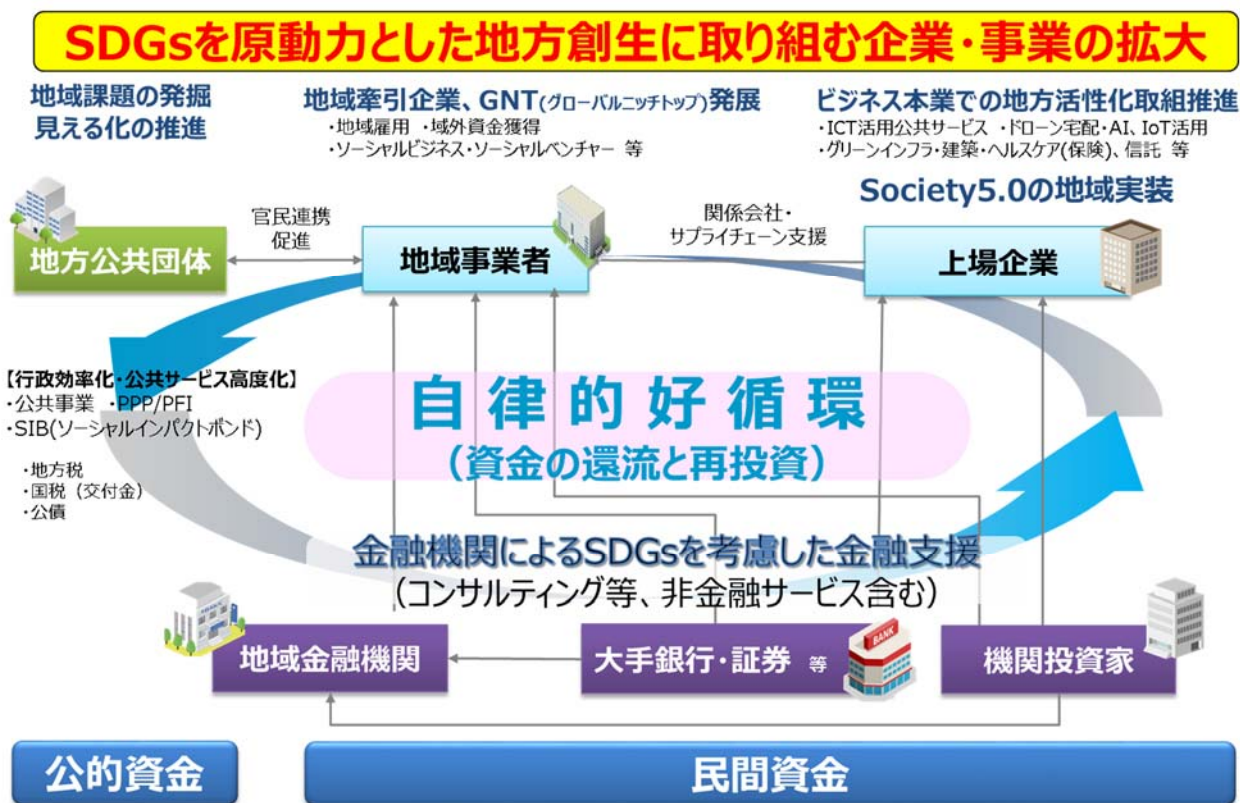 SDGsを原動力とした地方創生に取り組む企業・事業の拡大
地域課題の発掘
見える化の推進
地域牽引企業、GNT(グローバルニッチトップ)発展
・地域雇用 ・域外資金獲得
・ソーシャルビジネス・ソーシャルベンチャー 等
ビジネス本業での地方活性化取組推進
・ICT活用公共サービス ・ドローン宅配・AI、IoT活用
・グリーンインフラ・建築・ヘルスケア(保険)、信託 等
Society5.0の地域実装
地方公共団体
官民連携
促進
地域事業者
関係会社・
サプライチェーン支援
上場企業
【行政効率化・公共サービス高度化】
・公共事業 ・PPP/PFI
・SIB(ソーシャルインパクトボンド)
・地方税
・国税（交付金）
・公債
自律的好循環
（資金の還流と再投資）
金融機関によるSDGsを考慮した金融支援
（コンサルティング等、非金融サービス含む）
地域金融機関
大手銀行・証券 等
BANK
機関投資家
公的資金
民間資金